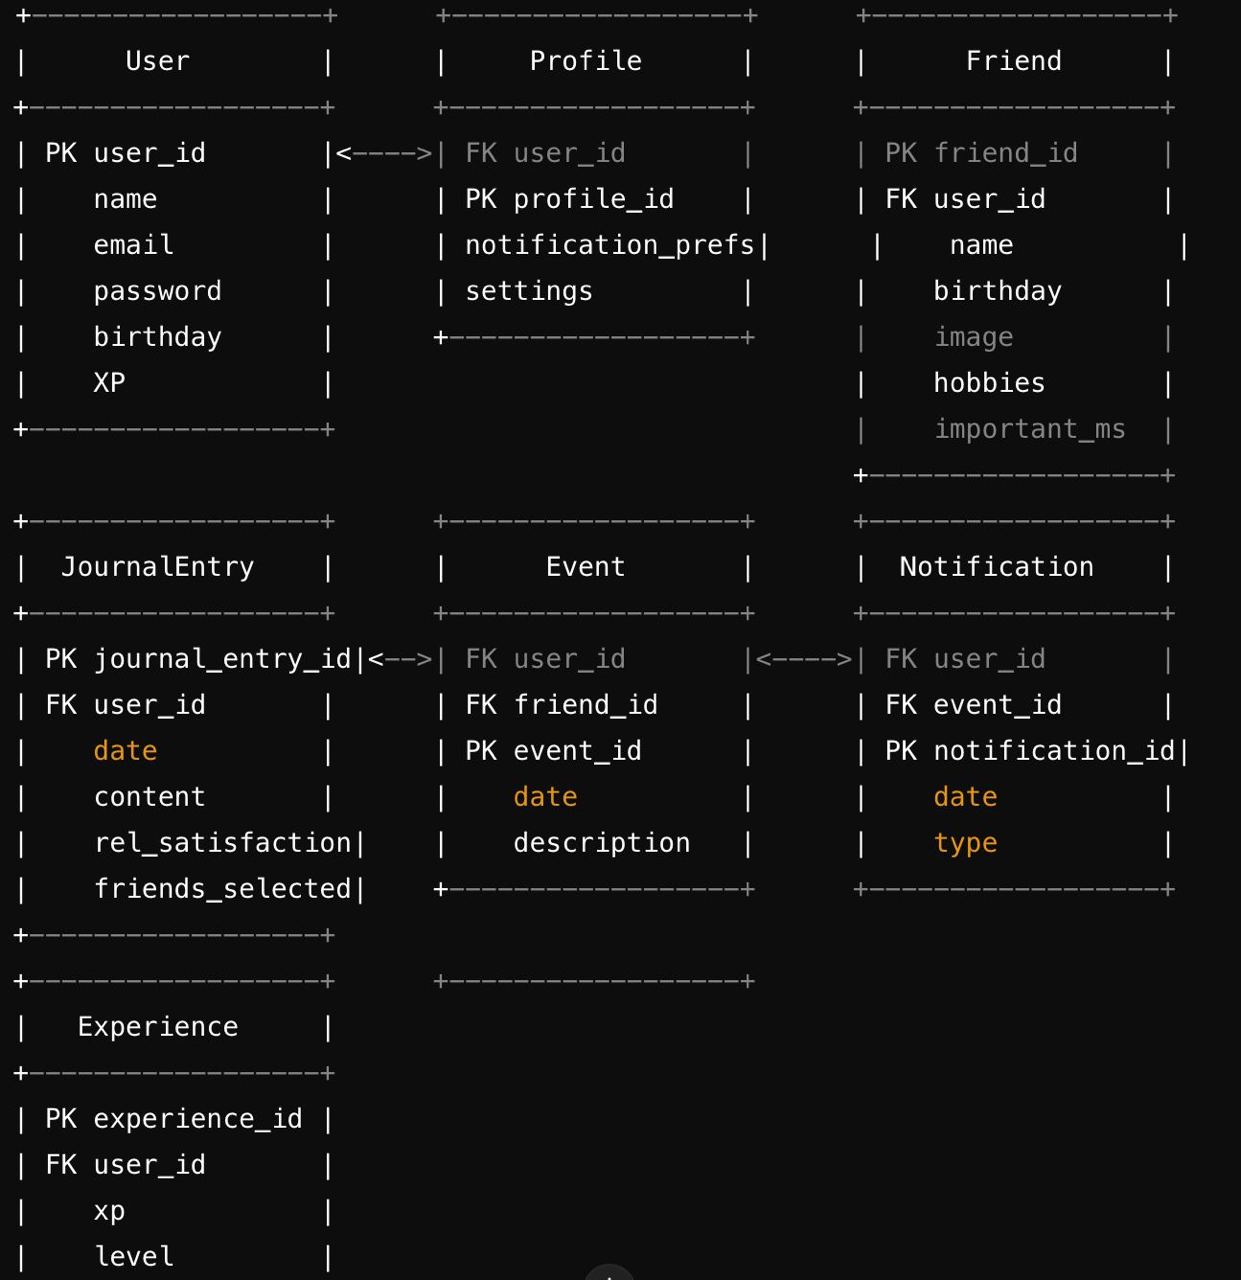 +------------------+      +------------------+      +------------------+
|      User        |      |     Profile      |      |      Friend      |
+------------------+      +------------------+      +------------------+
| PK user_id       |<---->| FK user_id       |      | PK friend_id     |
|    name          |      | PK profile_id    |      | FK user_id       |
|    email         |      | notification_prefs|      |    name          |
|    password      |      | settings         |      |    birthday      |
|    birthday      |      +------------------+      |    image         |
|    XP            |                                |    hobbies       |
+------------------+                                |    important_ms  |
                                                    +------------------+
+------------------+      +------------------+      +------------------+
|  JournalEntry    |      |      Event       |      |  Notification    |
+------------------+      +------------------+      +------------------+
| PK journal_entry_id|<-->| FK user_id       |<---->| FK user_id       |
| FK user_id       |      | FK friend_id     |      | FK event_id      |
|    date          |      | PK event_id      |      | PK notification_id|
|    content       |      |    date          |      |    date          |
|    rel_satisfaction|    |    description   |      |    type          |
|    friends_selected|    +------------------+      +------------------+
+------------------+
+------------------+      +------------------+
|   Experience     |
+------------------+
| PK experience_id |
| FK user_id       |
|    xp            |
|    level         |